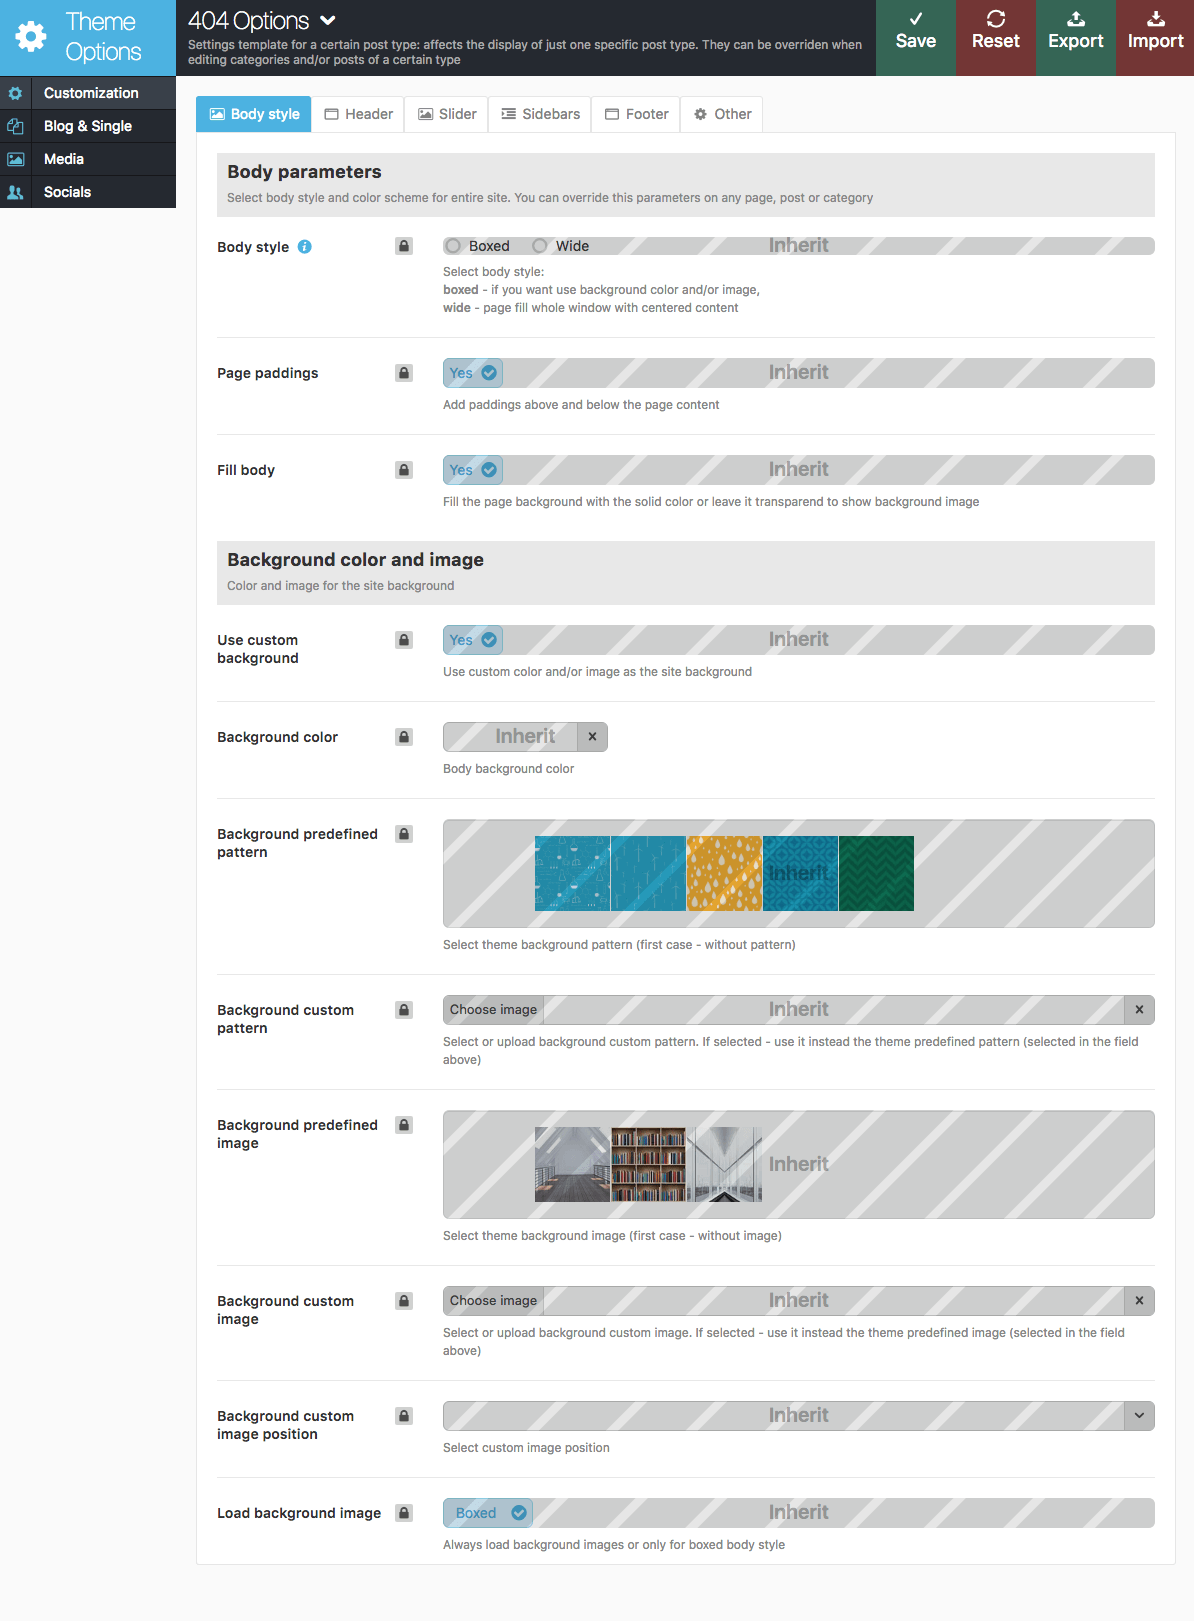 Theme
Options
404 Options
Settings template for a certain post type: affects the display of just one specific post type. They can be overriden when
editing categories and/or posts of a certain type
Save
Reset
Export
Import
Customization
Blog & Single
Media
Socials
Body style
Header
Slider
Sidebars
Footer
Other
Body parameters
Select body style and color scheme for entire site. You can override this parameters on any page, post or category
Body style
Boxed
Wide
Inherit
Select body style:
boxed - if you want use background color and/or image,
wide - page fill whole window with centered content
Page paddings
Yes
Inherit
Add paddings above and below the page content
Fill body
Yes
Inherit
Fill the page background with the solid color or leave it transparend to show background image
Background color and image
Color and image for the site background
Use custom
background
Yes
Inherit
Use custom color and/or image as the site background
Background color
Inherit
Body background color
Background predefined
pattern
Inherit
Select theme background pattern (first case - without pattern)
Background custom
pattern
Choose image
Inherit
Select or upload background custom pattern. If selected - use it instead the theme predefined pattern (selected in the field
above)
Background predefined
image
Inherit
Select theme background image (first case - without image)
Background custom
image
Choose image
Inherit
Select or upload background custom image. If selected - use it instead the theme predefined image (selected in the field
above)
Background custom
image position
Inherit
Select custom image position
Load background image
Boxed
Inherit
Always load background images or only for boxed body style